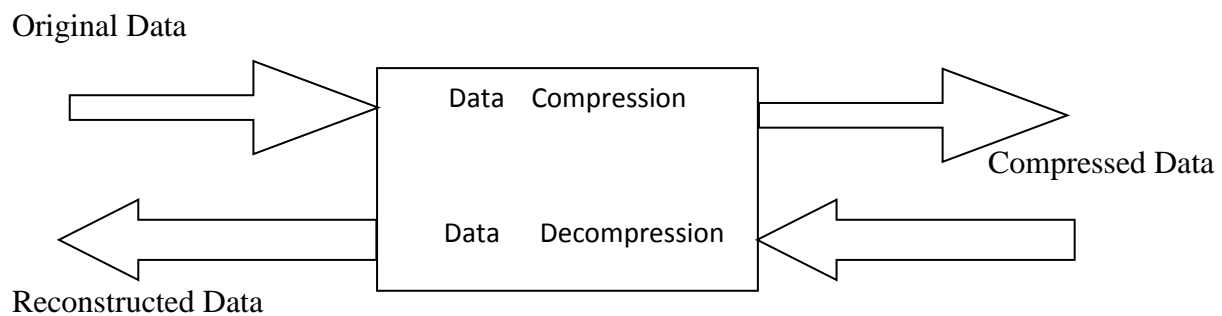 Original Data
Data Compression
Compressed Data
Data Decompression
Reconstructed Data